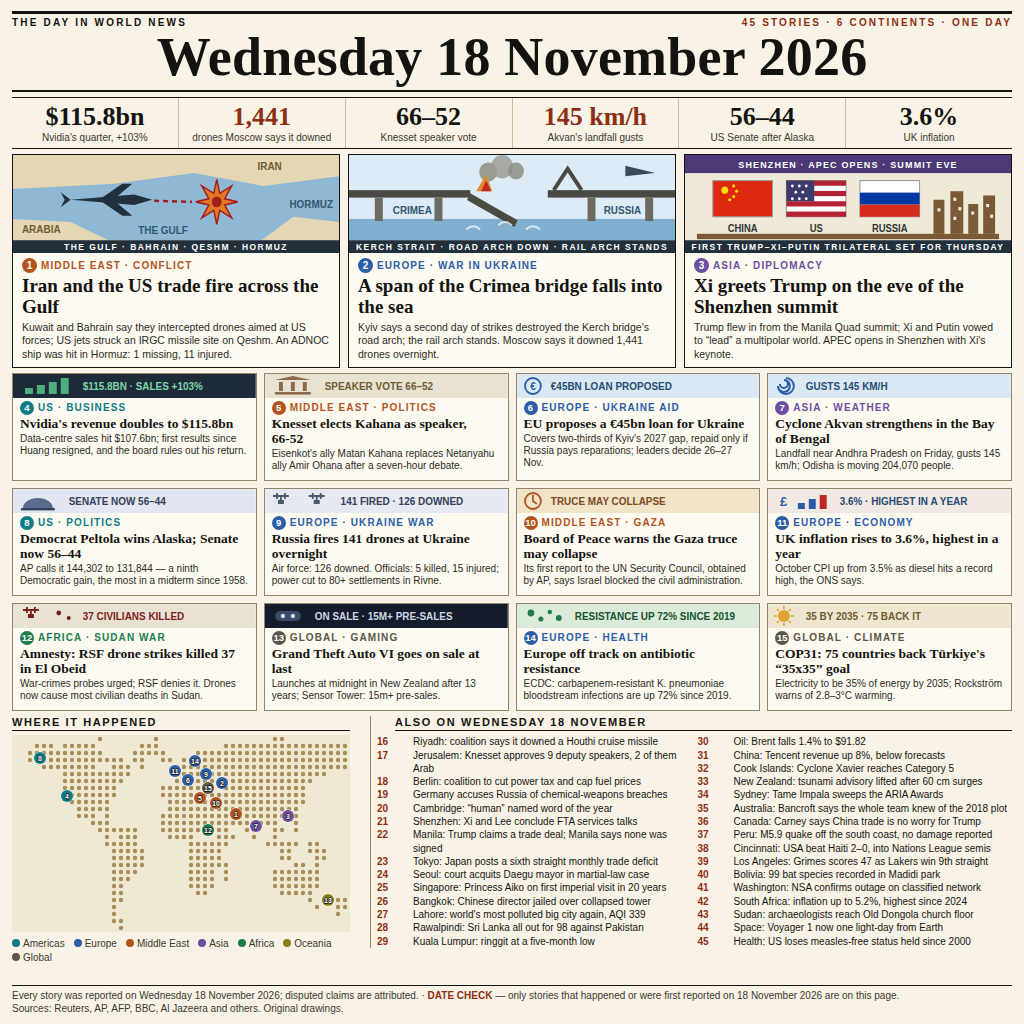 THE DAY IN WORLD NEWS
45 STORIES · 6 CONTINENTS · ONE DAY
Wednesday 18 November 2026
$115.8bn
Nvidia's quarter, +103%
1,441
drones Moscow says it downed
66–52
Knesset speaker vote
145 km/h
Akvan's landfall gusts
56–44
US Senate after Alaska
3.6%
UK inflation
IRAN
HORMUZ
ARABIA
THE GULF
THE GULF · BAHRAIN · QESHM · HORMUZ
1 MIDDLE EAST · CONFLICT
Iran and the US trade fire across the
Gulf
Kuwait and Bahrain say they intercepted drones aimed at US
forces; US jets struck an IRGC missile site on Qeshm. An ADNOC
ship was hit in Hormuz: 1 missing, 11 injured.
CRIMEA
RUSSIA
KERCH STRAIT · ROAD ARCH DOWN · RAIL ARCH STANDS
2 EUROPE · WAR IN UKRAINE
A span of the Crimea bridge falls into
the sea
Kyiv says a second day of strikes destroyed the Kerch bridge's
road arch; the rail arch stands. Moscow says it downed 1,441
drones overnight.
SHENZHEN · APEC OPENS · SUMMIT EVE
CHINA
US
RUSSIA
FIRST TRUMP–XI–PUTIN TRILATERAL SET FOR THURSDAY
3 ASIA · DIPLOMACY
Xi greets Trump on the eve of the
Shenzhen summit
Trump flew in from the Manila Quad summit; Xi and Putin vowed
to “lead” a multipolar world. APEC opens in Shenzhen with Xi's
keynote.
$115.8BN · SALES +103%
4 US · BUSINESS
Nvidia's revenue doubles to $115.8bn
Data-centre sales hit $107.6bn; first results since
Huang resigned, and the board rules out his return.
SPEAKER VOTE 66–52
5 MIDDLE EAST · POLITICS
Knesset elects Kahana as speaker,
66-52
Eisenkot's ally Matan Kahana replaces Netanyahu
ally Amir Ohana after a seven-hour debate.
€
€45BN LOAN PROPOSED
6 EUROPE · UKRAINE AID
EU proposes a €45bn loan for Ukraine
Covers two-thirds of Kyiv's 2027 gap, repaid only if
Russia pays reparations; leaders decide 26–27
Nov.
GUSTS 145 KM/H
7 ASIA · WEATHER
Cyclone Akvan strengthens in the Bay
of Bengal
Landfall near Andhra Pradesh on Friday, gusts 145
km/h; Odisha is moving 204,070 people.
SENATE NOW 56–44
8 US · POLITICS
Democrat Peltola wins Alaska; Senate
now 56–44
AP calls it 144,302 to 131,844 — a ninth
Democratic gain, the most in a midterm since 1958.
141 FIRED · 126 DOWNED
9 EUROPE · UKRAINE WAR
Russia fires 141 drones at Ukraine
overnight
Air force: 126 downed. Officials: 5 killed, 15 injured;
power cut to 80+ settlements in Rivne.
TRUCE MAY COLLAPSE
10 MIDDLE EAST · GAZA
Board of Peace warns the Gaza truce
may collapse
Its first report to the UN Security Council, obtained
by AP, says Israel blocked the civil administration.
£
3.6% · HIGHEST IN A YEAR
11 EUROPE · ECONOMY
UK inflation rises to 3.6%, highest in a
year
October CPI up from 3.5% as diesel hits a record
high, the ONS says.
37 CIVILIANS KILLED
12 AFRICA · SUDAN WAR
Amnesty: RSF drone strikes killed 37
in El Obeid
War-crimes probes urged; RSF denies it. Drones
now cause most civilian deaths in Sudan.
ON SALE · 15M+ PRE-SALES
13 GLOBAL · GAMING
Grand Theft Auto VI goes on sale at
last
Launches at midnight in New Zealand after 13
years; Sensor Tower: 15m+ pre-sales.
RESISTANCE UP 72% SINCE 2019
14 EUROPE · HEALTH
Europe off track on antibiotic
resistance
ECDC: carbapenem-resistant K. pneumoniae
bloodstream infections are up 72% since 2019.
35 BY 2035 · 75 BACK IT
15 GLOBAL · CLIMATE
COP31: 75 countries back Türkiye's
“35x35” goal
Electricity to be 35% of energy by 2035; Rockström
warns of 2.8–3°C warming.
WHERE IT HAPPENED
8
4
14
11
9
6
2
15
5
10
1
3
7
12
13
Americas Europe Middle East Asia Africa Oceania
Global
ALSO ON WEDNESDAY 18 NOVEMBER
16 Riyadh: coalition says it downed a Houthi cruise missile
17 Jerusalem: Knesset approves 9 deputy speakers, 2 of them
Arab
18 Berlin: coalition to cut power tax and cap fuel prices
19 Germany accuses Russia of chemical-weapons breaches
20 Cambridge: “human” named word of the year
21 Shenzhen: Xi and Lee conclude FTA services talks
22 Manila: Trump claims a trade deal; Manila says none was
signed
23 Tokyo: Japan posts a sixth straight monthly trade deficit
24 Seoul: court acquits Daegu mayor in martial-law case
25 Singapore: Princess Aiko on first imperial visit in 20 years
26 Bangkok: Chinese director jailed over collapsed tower
27 Lahore: world's most polluted big city again, AQI 339
28 Rawalpindi: Sri Lanka all out for 98 against Pakistan
29 Kuala Lumpur: ringgit at a five-month low
30 Oil: Brent falls 1.4% to $91.82
31 China: Tencent revenue up 8%, below forecasts
32 Cook Islands: Cyclone Xavier reaches Category 5
33 New Zealand: tsunami advisory lifted after 60 cm surges
34 Sydney: Tame Impala sweeps the ARIA Awards
35 Australia: Bancroft says the whole team knew of the 2018 plot
36 Canada: Carney says China trade is no worry for Trump
37 Peru: M5.9 quake off the south coast, no damage reported
38 Cincinnati: USA beat Haiti 2–0, into Nations League semis
39 Los Angeles: Grimes scores 47 as Lakers win 9th straight
40 Bolivia: 99 bat species recorded in Madidi park
41 Washington: NSA confirms outage on classified network
42 South Africa: inflation up to 5.2%, highest since 2024
43 Sudan: archaeologists reach Old Dongola church floor
44 Space: Voyager 1 now one light-day from Earth
45 Health: US loses measles-free status held since 2000
Every story was reported on Wednesday 18 November 2026; disputed claims are attributed. · DATE CHECK — only stories that happened or were first reported on 18 November 2026 are on this page.
Sources: Reuters, AP, AFP, BBC, Al Jazeera and others. Original drawings.